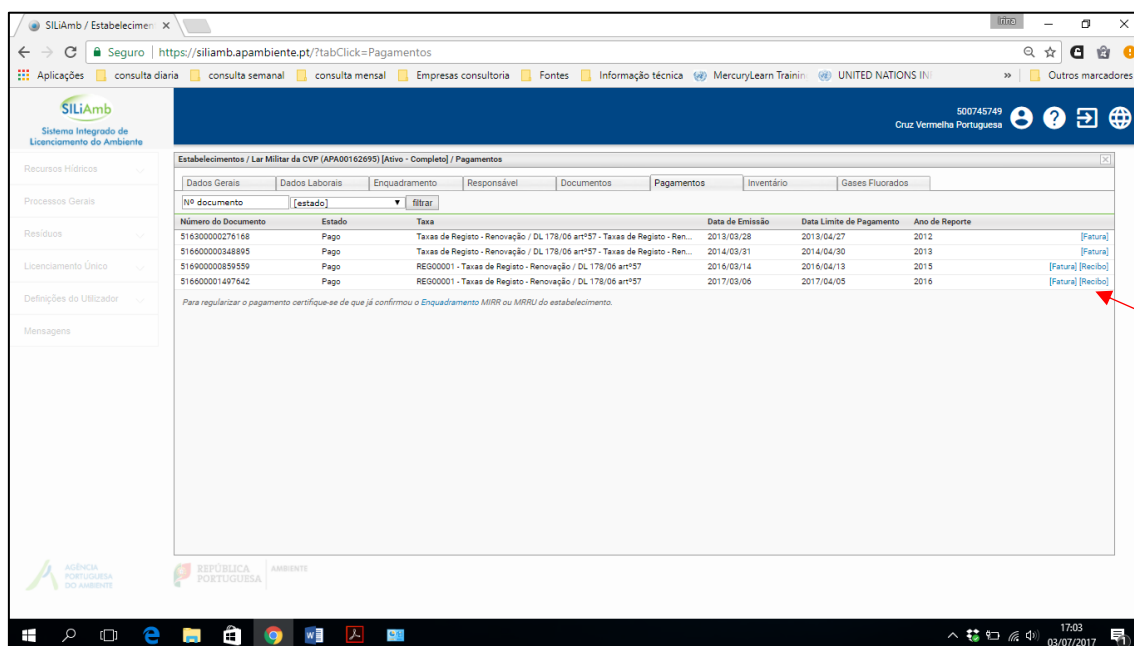 SILiAmb / Estabelecimen
Irina
Seguro https://siliamb.apambiente.pt/?tabClick=Pagamentos
Aplicações consulta diaria consulta semanal consulta mensal Empresas consultoria Fontes Informação técnica MercuryLearn Trainin UNITED NATIONS IN » Outros marcadores
SILiAmb
Sistema Integrado de
Licenciamento do Ambiente
500745749
Cruz Vermelha Portuguesa
Recursos Hídricos
Processos Gerais
Resíduos
Licenciamento Único
Definições do Utilizador
Mensagens
Estabelecimentos / Lar Militar da CVP (APA00162695) [Ativo - Completo] / Pagamentos
Dados Gerais Dados Laborais Enquadramento Responsável Documentos Pagamentos Inventário Gases Fluorados
Nº documento [estado] filtrar
Número do Documento Estado Taxa Data de Emissão Data Limite de Pagamento Ano de Reporte
516300000276168 Pago Taxas de Registo - Renovação / DL 178/06 artº57 - Taxas de Registo - Ren... 2013/03/28 2013/04/27 2012 [Fatura]
516600000348895 Pago Taxas de Registo - Renovação / DL 178/06 artº57 - Taxas de Registo - Ren... 2014/03/31 2014/04/30 2013 [Fatura]
516900000859559 Pago REG00001 - Taxas de Registo - Renovação / DL 178/06 artº57 2016/03/14 2016/04/13 2015 [Fatura] [Recibo]
516600001497642 Pago REG00001 - Taxas de Registo - Renovação / DL 178/06 artº57 2017/03/06 2017/04/05 2016 [Fatura] [Recibo]
Para regularizar o pagamento certifique-se de que já confirmou o Enquadramento MIRR ou MRRU do estabelecimento.
AGÊNCIA
PORTUGUESA
DO AMBIENTE
REPÚBLICA
PORTUGUESA
AMBIENTE
17:03
03/07/2017